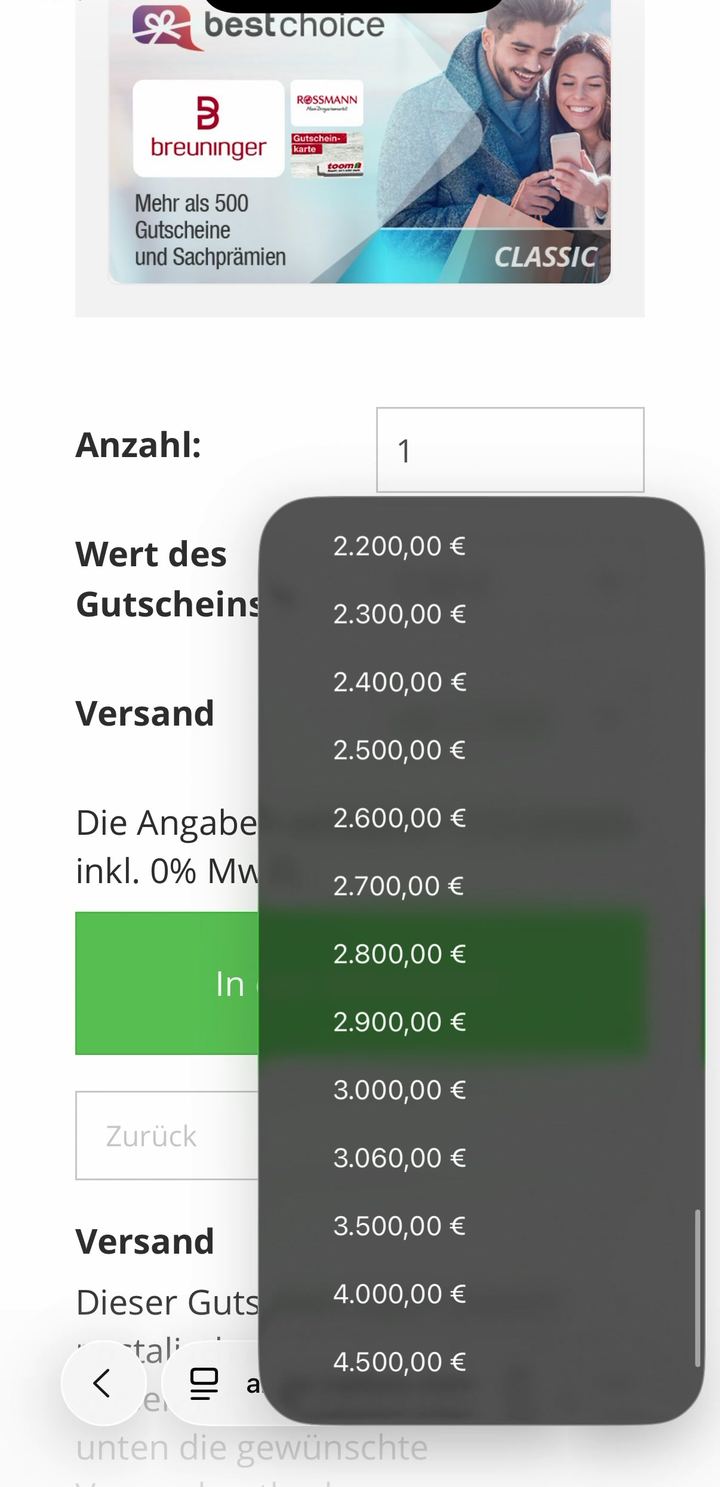 bestchoice
breuninger
ROSSMANN
Mein Drogeriemarkt
Gutschein-
karte
toom
Mehr als 500
Gutscheine
und Sachprämien
CLASSIC
Anzahl:
1
Wert des
Gutscheins
2.200,00 €
2.300,00 €
2.400,00 €
2.500,00 €
2.600,00 €
2.700,00 €
2.800,00 €
2.900,00 €
3.000,00 €
3.060,00 €
3.500,00 €
4.000,00 €
4.500,00 €
Versand
Die Angabe
inkl. 0% Mw
In
Zurück
Versand
Dieser Guts
unten die gewünschte